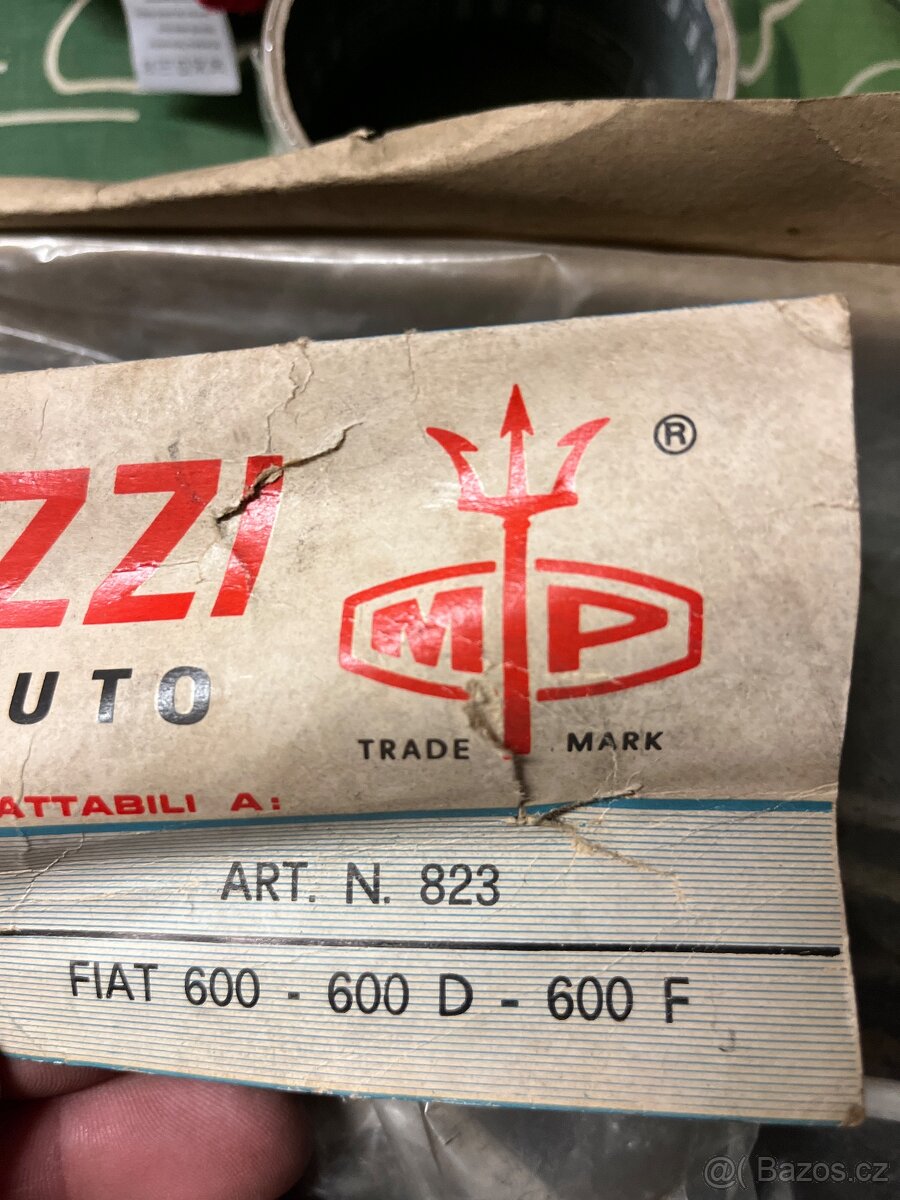 ZZI
®
UTO
MP
TRADE MARK
ATTABILI A:
ART. N. 823
FIAT 600 - 600 D - 600 F
@( Bazos.cz